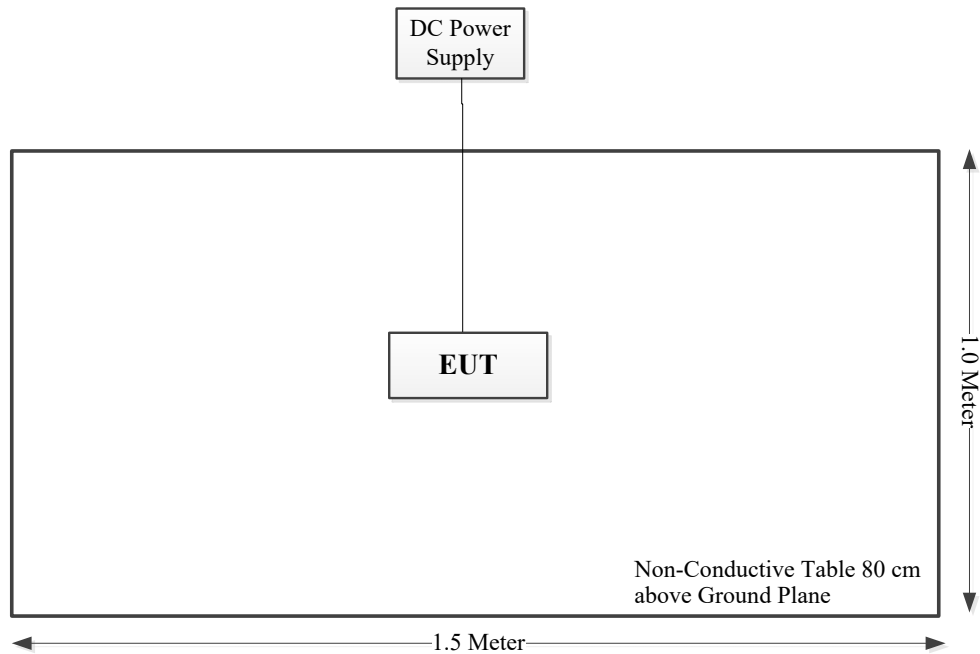 DC Power
Supply
EUT
1.0 Meter
Non-Conductive Table 80 cm
above Ground Plane
1.5 Meter